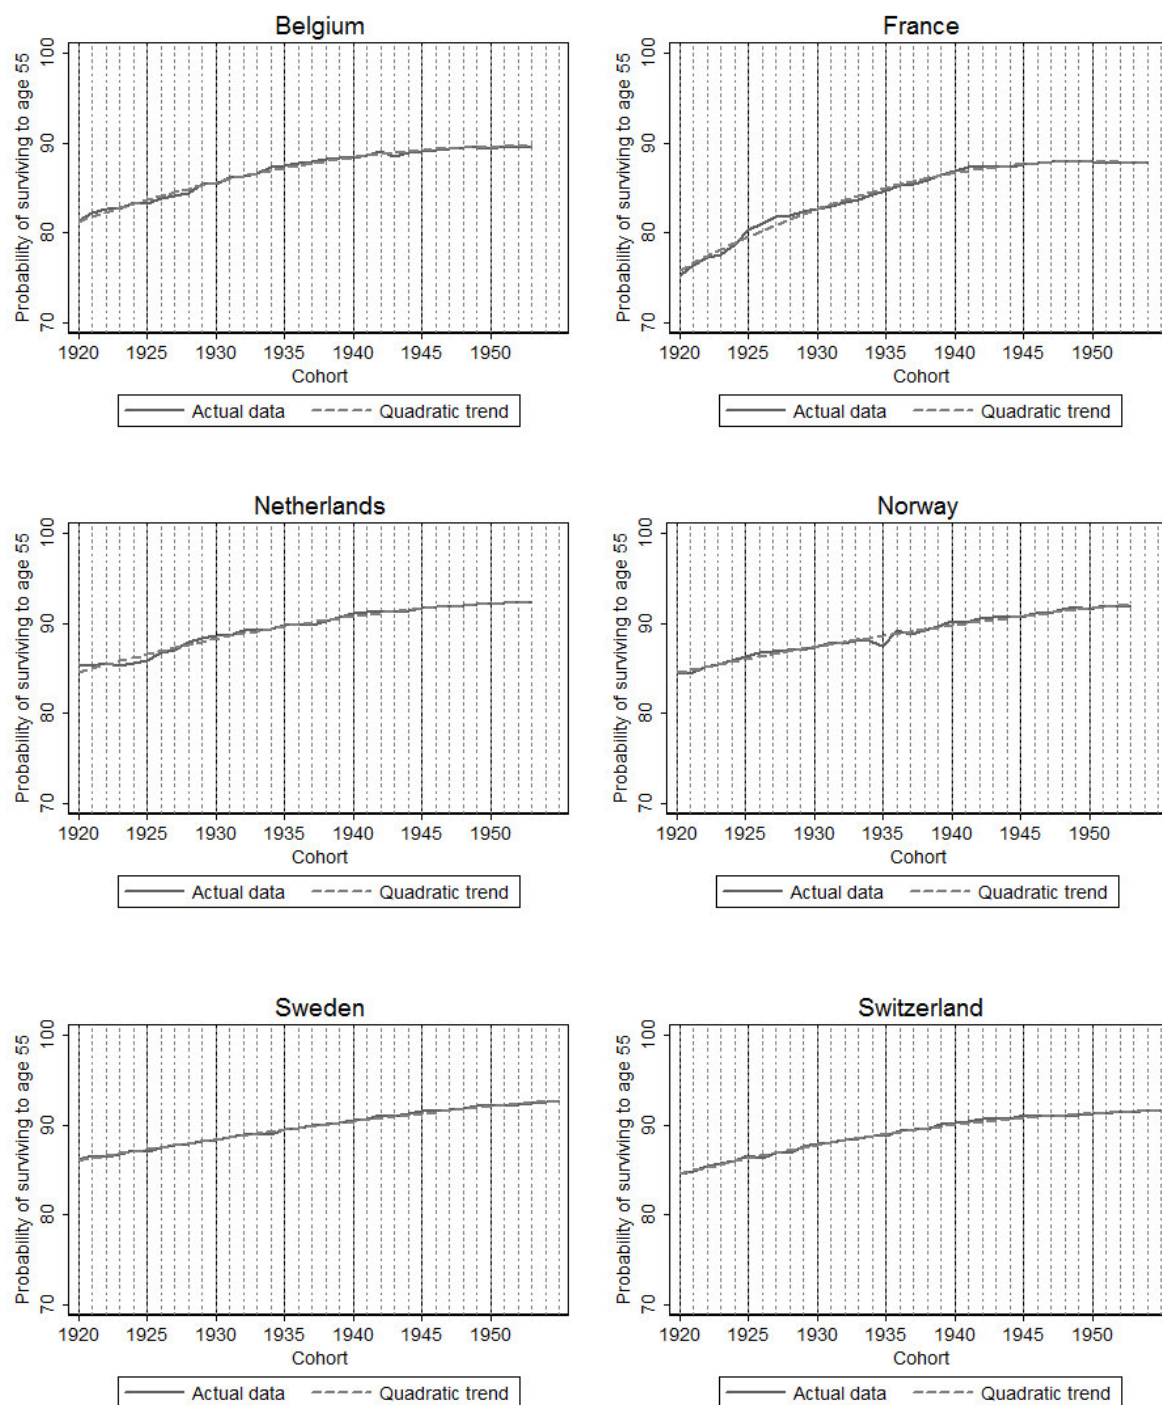 Belgium
Probability of surviving to age 55
100
90
80
70
1920 1925 1930 1935 1940 1945 1950
Cohort
Actual data Quadratic trend
France
Probability of surviving to age 55
100
90
80
70
1920 1925 1930 1935 1940 1945 1950
Cohort
Actual data Quadratic trend
Netherlands
Probability of surviving to age 55
100
90
80
70
1920 1925 1930 1935 1940 1945 1950
Cohort
Actual data Quadratic trend
Norway
Probability of surviving to age 55
100
90
80
70
1920 1925 1930 1935 1940 1945 1950
Cohort
Actual data Quadratic trend
Sweden
Probability of surviving to age 55
100
90
80
70
1920 1925 1930 1935 1940 1945 1950
Cohort
Actual data Quadratic trend
Switzerland
Probability of surviving to age 55
100
90
80
70
1920 1925 1930 1935 1940 1945 1950
Cohort
Actual data Quadratic trend